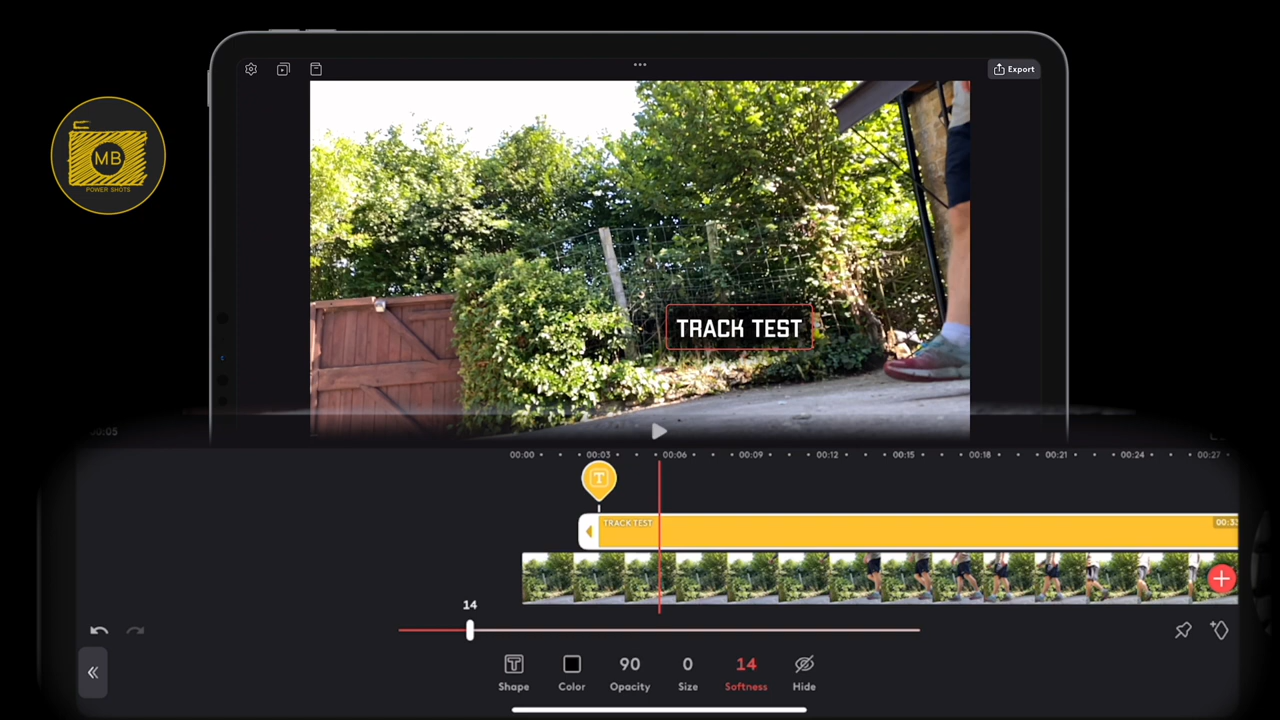 Export
MB
POWER SHOTS
TRACK TEST
00:00
00:03
00:06
00:09
00:12
00:15
00:18
00:21
00:24
00:27
T
TRACK TEST
14
Shape
Color
90
Opacity
0
Size
14
Softness
Hide